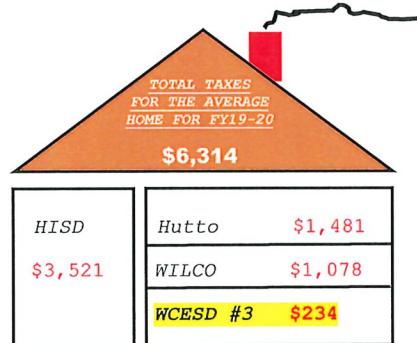 TOTAL TAXES
FOR THE AVERAGE
HOME FOR FY19-20
$6,314
HISD
$3,521
Hutto $1,481
WILCO $1,078
WCESD #3 $234